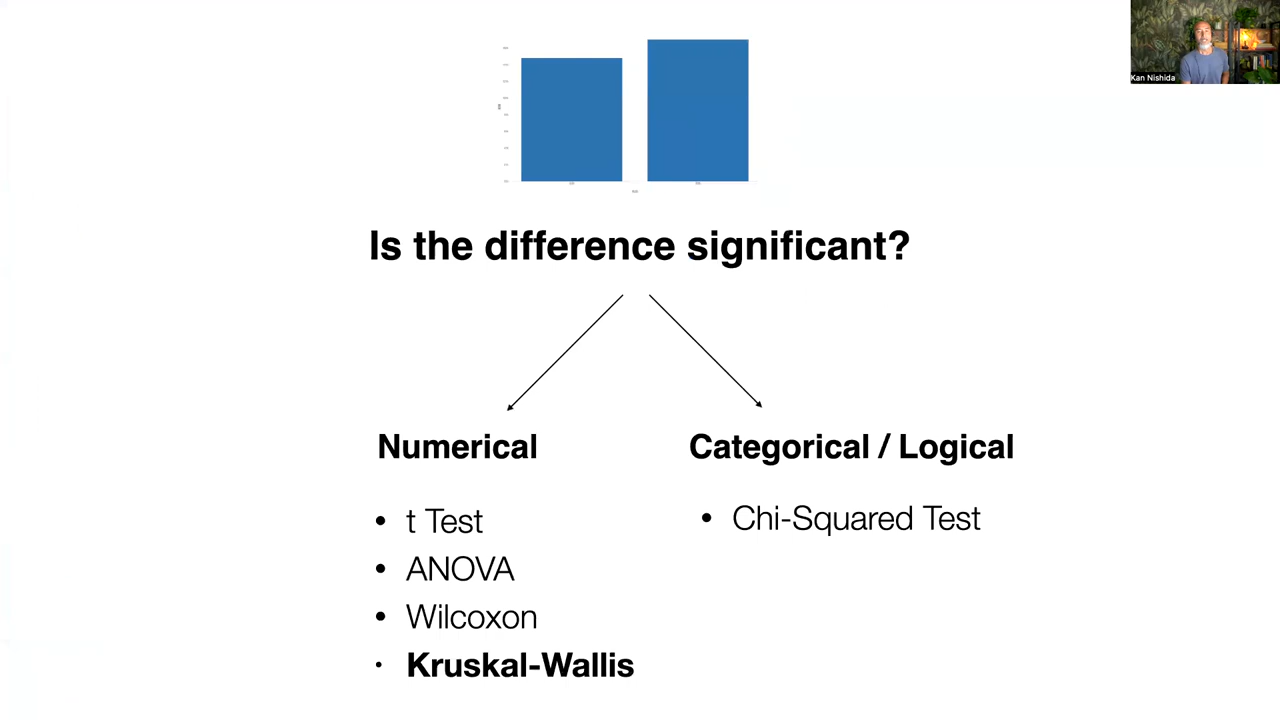 Kan Nishida
Is the difference significant?
Numerical
Categorical / Logical
• t Test
• Chi-Squared Test
• ANOVA
• Wilcoxon
• Kruskal-Wallis